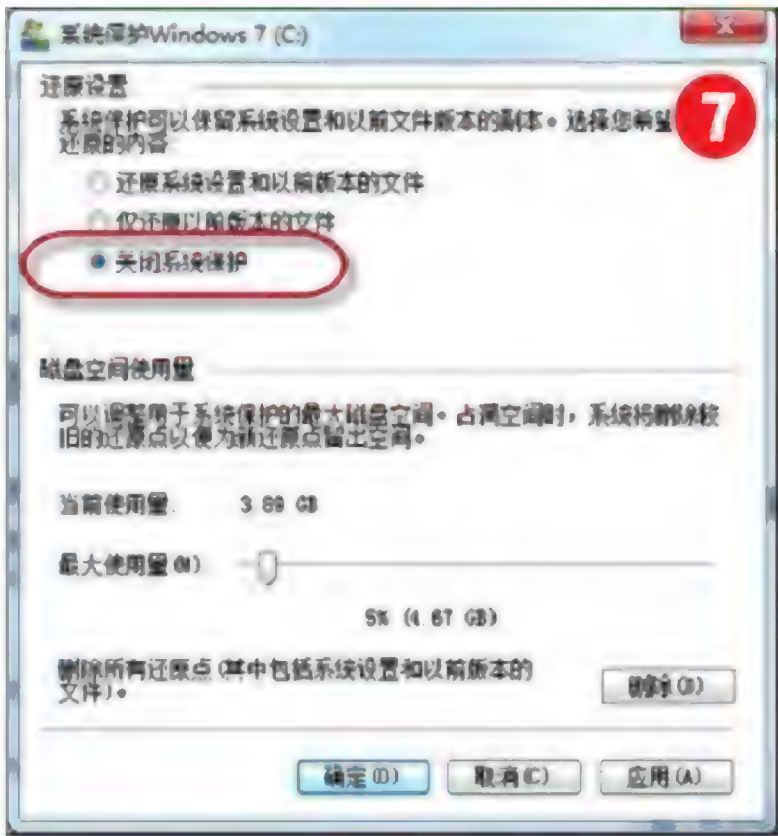 系统保护Windows 7 (C:)
7
还原设置
系统保护可以保留系统设置和以前文件版本的副本。选择您希望
还原的内容:
还原系统设置和以前版本的文件
仅还原以前版本的文件
关闭系统保护
磁盘空间使用量
可以调整用于系统保护的最大磁盘空间。占满空间时，系统将删除较
旧的还原点以便为新还原点留出空间。
当前使用量: 3.89 GB
最大使用量(M)
5% (4.67 GB)
删除所有还原点(其中包括系统设置和以前版本的
文件)。
删除(D)
确定(O) 取消(C) 应用(A)